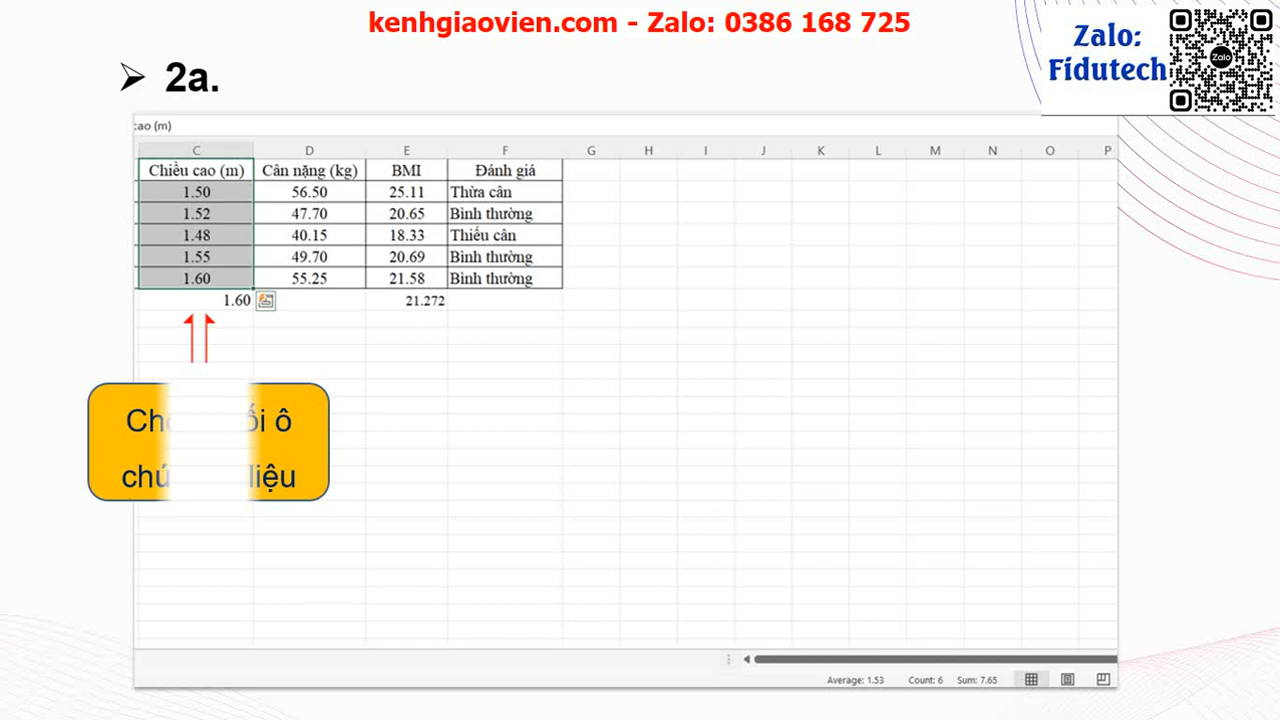 kenhgiaovien.com - Zalo: 0386 168 725
Zalo:
Fidutech
Zalo
2a.
cao (m)
C D E F G H I J K L M N O P
Chiều cao (m) Cân nặng (kg) BMI Đánh giá
1.50 56.50 25.11 Thừa cân
1.52 47.70 20.65 Bình thường
1.48 40.15 18.33 Thiếu cân
1.55 49.70 20.69 Bình thường
1.60 55.25 21.58 Bình thường
1.60 21.272
ô
liệu
Average: 1.53 Count: 6 Sum: 7.65